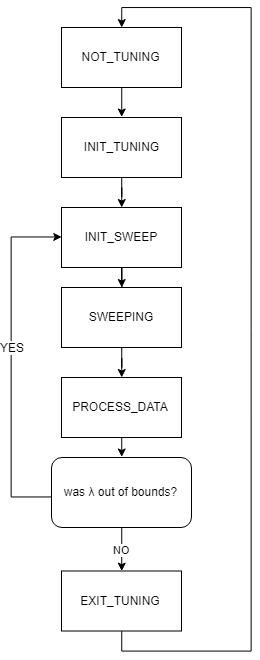 NOT_TUNING
INIT_TUNING
INIT_SWEEP
SWEEPING
YES
PROCESS_DATA
was λ out of bounds?
NO
EXIT_TUNING